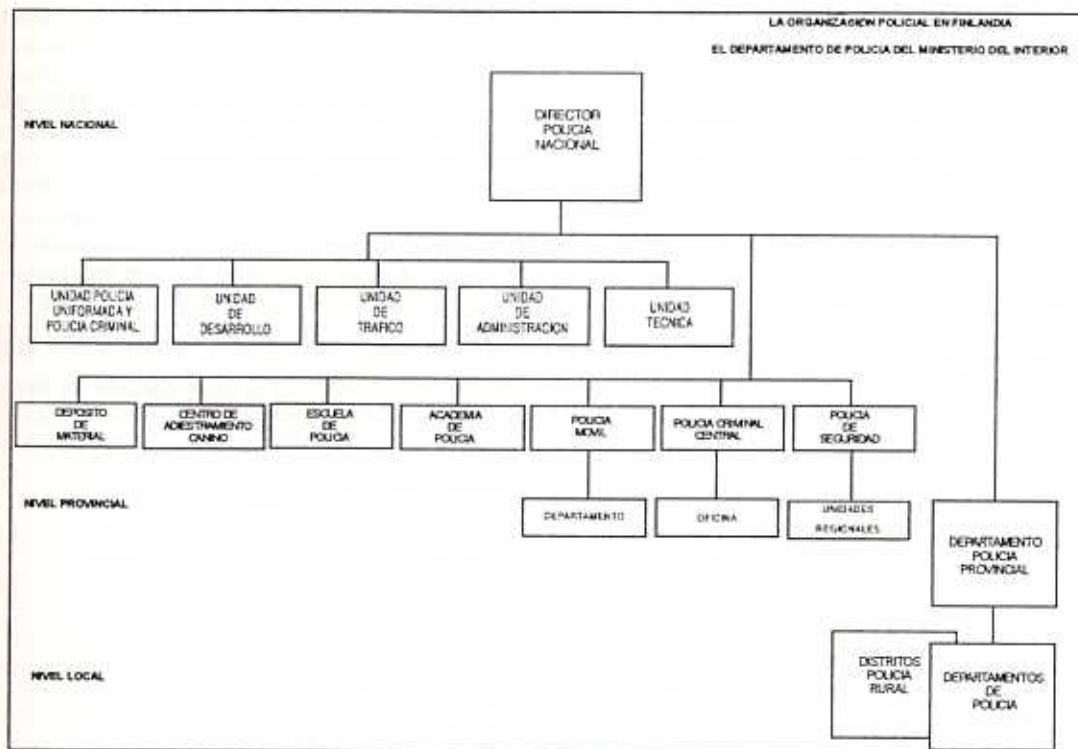 LA ORGANIZACION POLICIAL EN FINLANDIA
EL DEPARTAMENTO DE POLICIA DEL MINISTERIO DEL INTERIOR
NIVEL NACIONAL
DIRECTOR
POLICIA
NACIONAL
UNIDAD POLICIA
UNIFORMADA Y
POLICIA CRIMINAL
UNIDAD
DE
DESARROLLO
UNIDAD
DE
TRAFICO
UNIDAD
DE
ADMINISTRACION
UNIDAD
TECNICA
DEPOSITO
DE
MATERIAL
CENTRO DE
ADIESTRAMIENTO
CANINO
ESCUELA
DE
POLICIA
ACADEMIA
DE
POLICIA
POLICIA
MOVIL
POLICIA CRIMINAL
CENTRAL
POLICIA
DE
SEGURIDAD
NIVEL PROVINCIAL
DEPARTAMENTO
OFICINA
UNIDADES
REGIONALES
DEPARTAMENTO
POLICIA
PROVINCIAL
NIVEL LOCAL
DISTRITOS
POLICIA
RURAL
DEPARTAMENTOS
DE
POLICIA